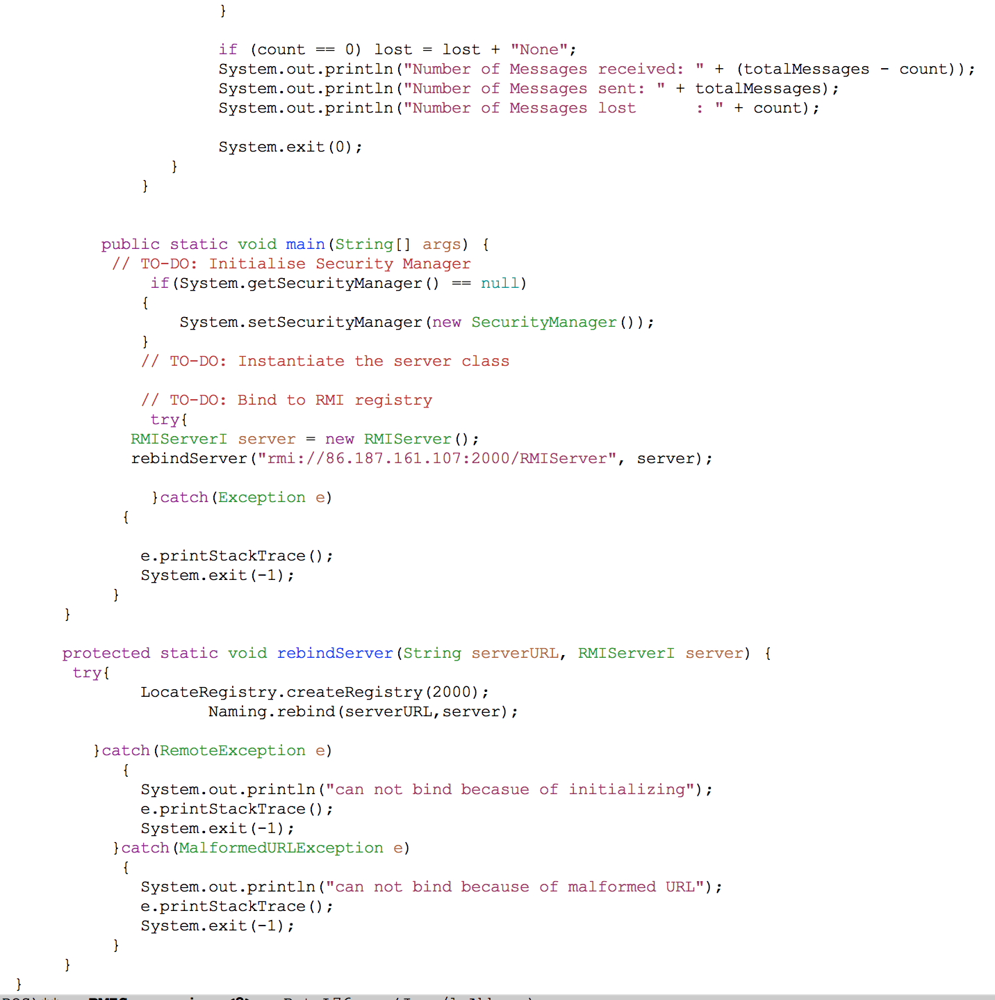 }
if (count == 0) lost = lost + "None";
System.out.println("Number of Messages received: " + (totalMessages - count));
System.out.println("Number of Messages sent: " + totalMessages);
System.out.println("Number of Messages lost      : " + count);
System.exit(0);
}
}
public static void main(String[] args) {
// TO-DO: Initialise Security Manager
if(System.getSecurityManager() == null)
{
System.setSecurityManager(new SecurityManager());
}
// TO-DO: Instantiate the server class
// TO-DO: Bind to RMI registry
try{
RMIServerI server = new RMIServer();
rebindServer("rmi://86.187.161.107:2000/RMIServer", server);
}catch(Exception e)
{
e.printStackTrace();
System.exit(-1);
}
}
protected static void rebindServer(String serverURL, RMIServerI server) {
try{
LocateRegistry.createRegistry(2000);
Naming.rebind(serverURL,server);
}catch(RemoteException e)
{
System.out.println("can not bind becasue of initializing");
e.printStackTrace();
System.exit(-1);
}catch(MalformedURLException e)
{
System.out.println("can not bind because of malformed URL");
e.printStackTrace();
System.exit(-1);
}
}
}